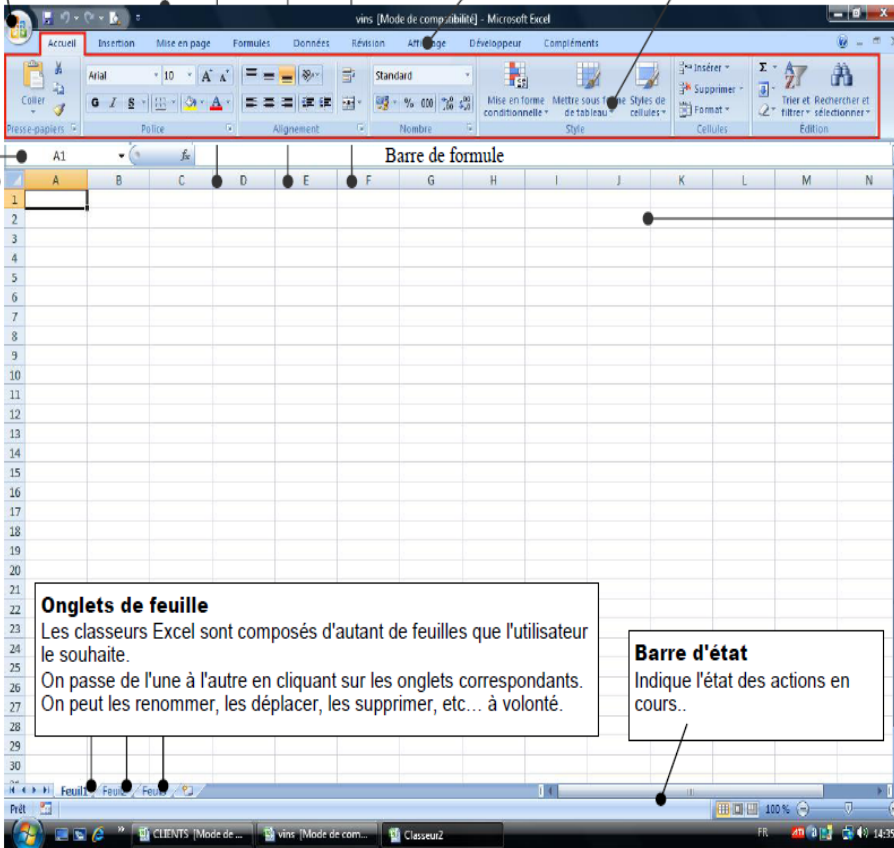 vins [Mode de compatibilité] - Microsoft Excel
Accueil Insertion Mise en page Formules Données Révision Développeur Compléments
Coller
Arial 10
G I S
Standard
% 000
Mise en forme conditionnelle
Mettre sous forme de tableau
Styles de cellules
Insérer
Supprimer
Format
Σ
Trier et filtrer
Rechercher et sélectionner
Presse-papiers Police Alignement Nombre Style Cellules Édition
A1 fx Barre de formule
A B C D E F G H I J K L M N
1
2
3
4
5
6
7
8
9
10
11
12
13
14
15
16
17
18
19
20
21
22
23
24
25
26
27
28
29
30
Onglets de feuille
Les classeurs Excel sont composés d'autant de feuilles que l'utilisateur
le souhaite.
On passe de l'une à l'autre en cliquant sur les onglets correspondants.
On peut les renommer, les déplacer, les supprimer, etc... à volonté.
Barre d'état
Indique l'état des actions en
cours..
Feuil1
Prêt 100 %
CLIENTS [Mode de ... vins [Mode de com... Classeur2 FR 14:35